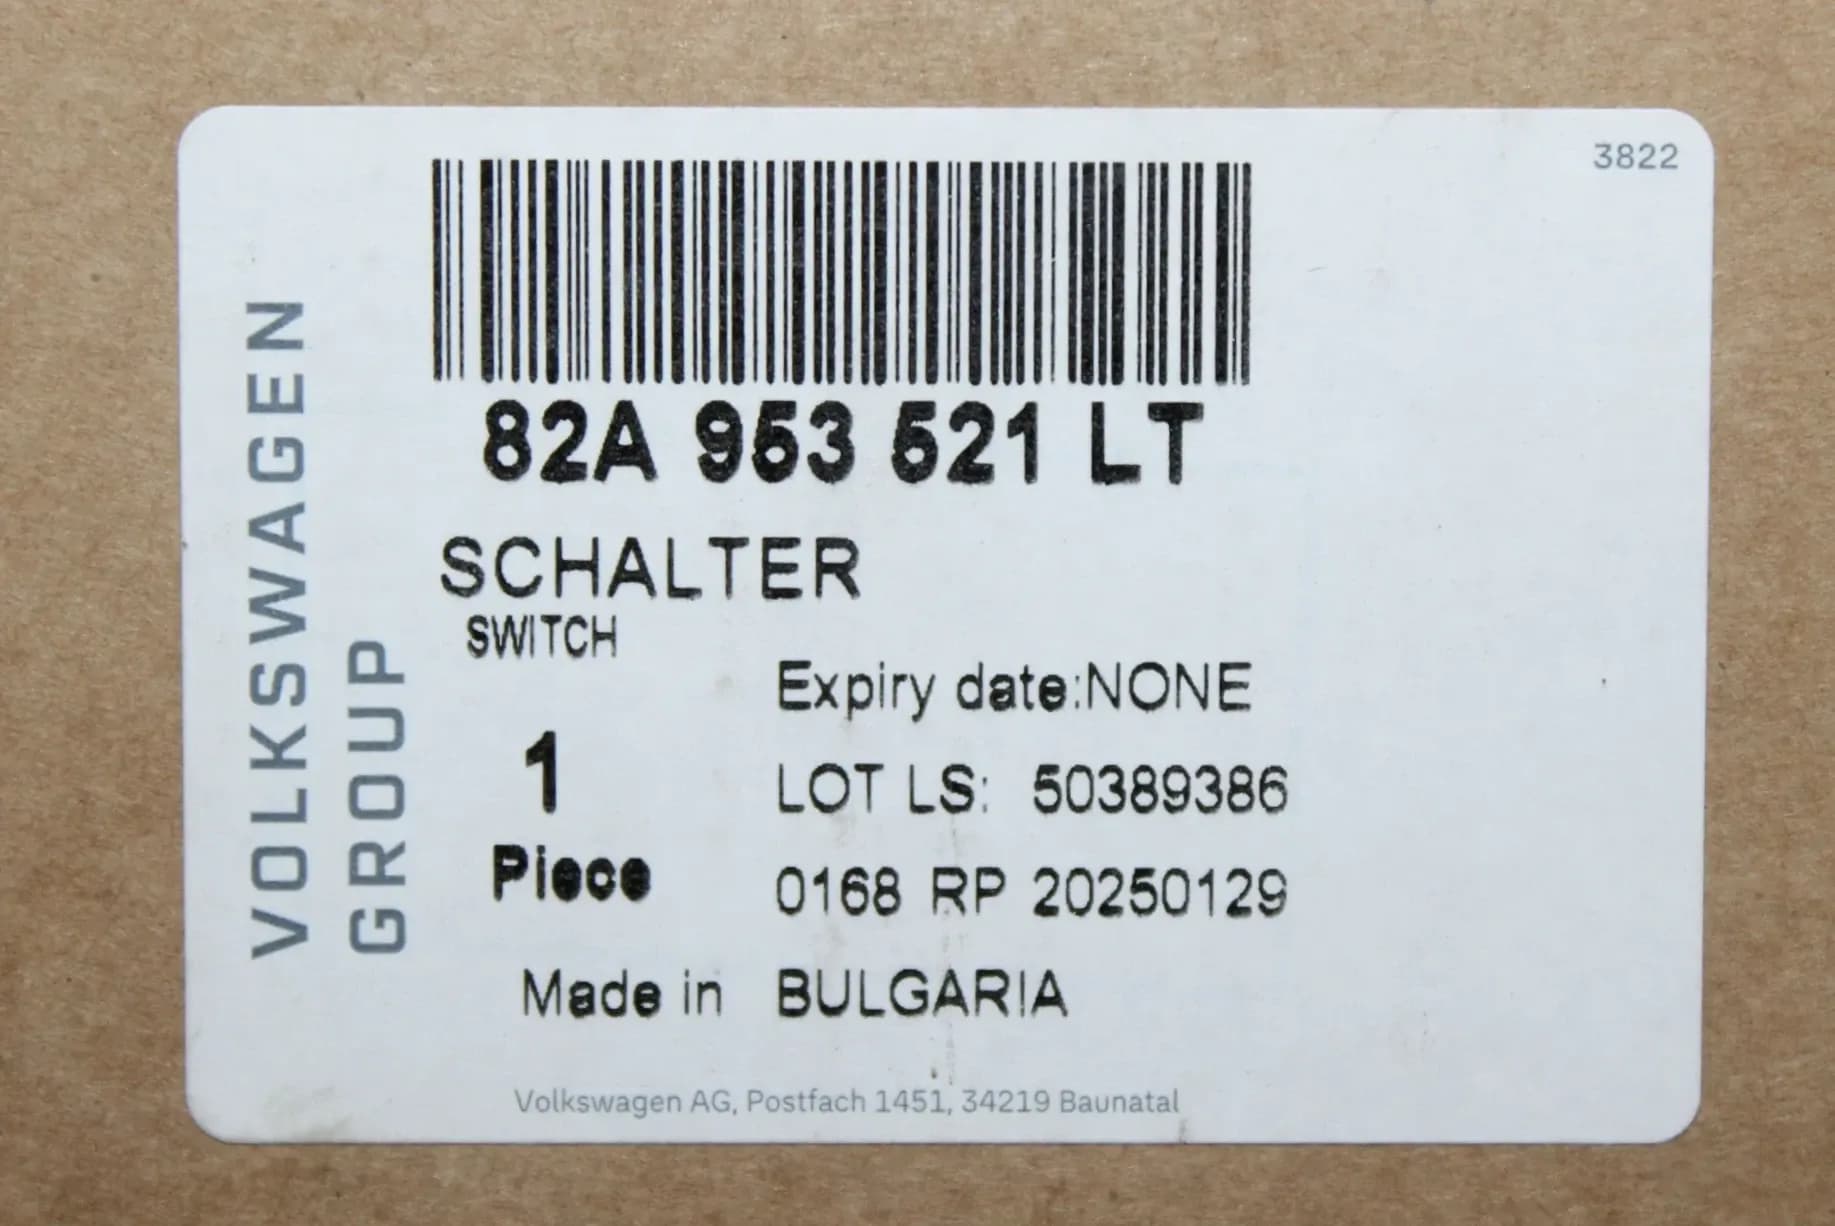 3822
VOLKSWAGEN
GROUP
82A 953 521 LT
SCHALTER
SWITCH
Expiry date:NONE
1
LOT LS: 50389386
Piece
0168 RP 20250129
Made in BULGARIA
Volkswagen AG, Postfach 1451, 34219 Baunatal